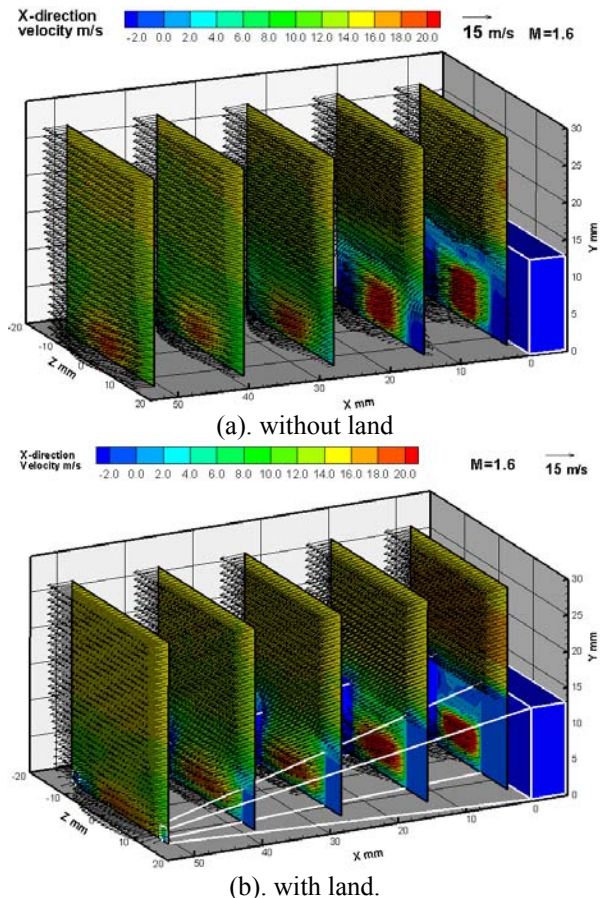 X-direction velocity m/s
-2.0 0.0 2.0 4.0 6.0 8.0 10.0 12.0 14.0 16.0 18.0 20.0
15 m/s M=1.6
30
25
20
15
10
5
0
Y mm
-20
-10
0
10
20
Z mm
50 40 30 20 10 0
X mm
(a). without land
X-direction Velocity m/s
-2.0 0.0 2.0 4.0 6.0 8.0 10.0 12.0 14.0 16.0 18.0 20.0
M=1.6 15 m/s
30
25
20
15
10
5
0
Y mm
-20
-10
0
10
20
Z mm
50 40 30 20 10 0
X mm
(b). with land.